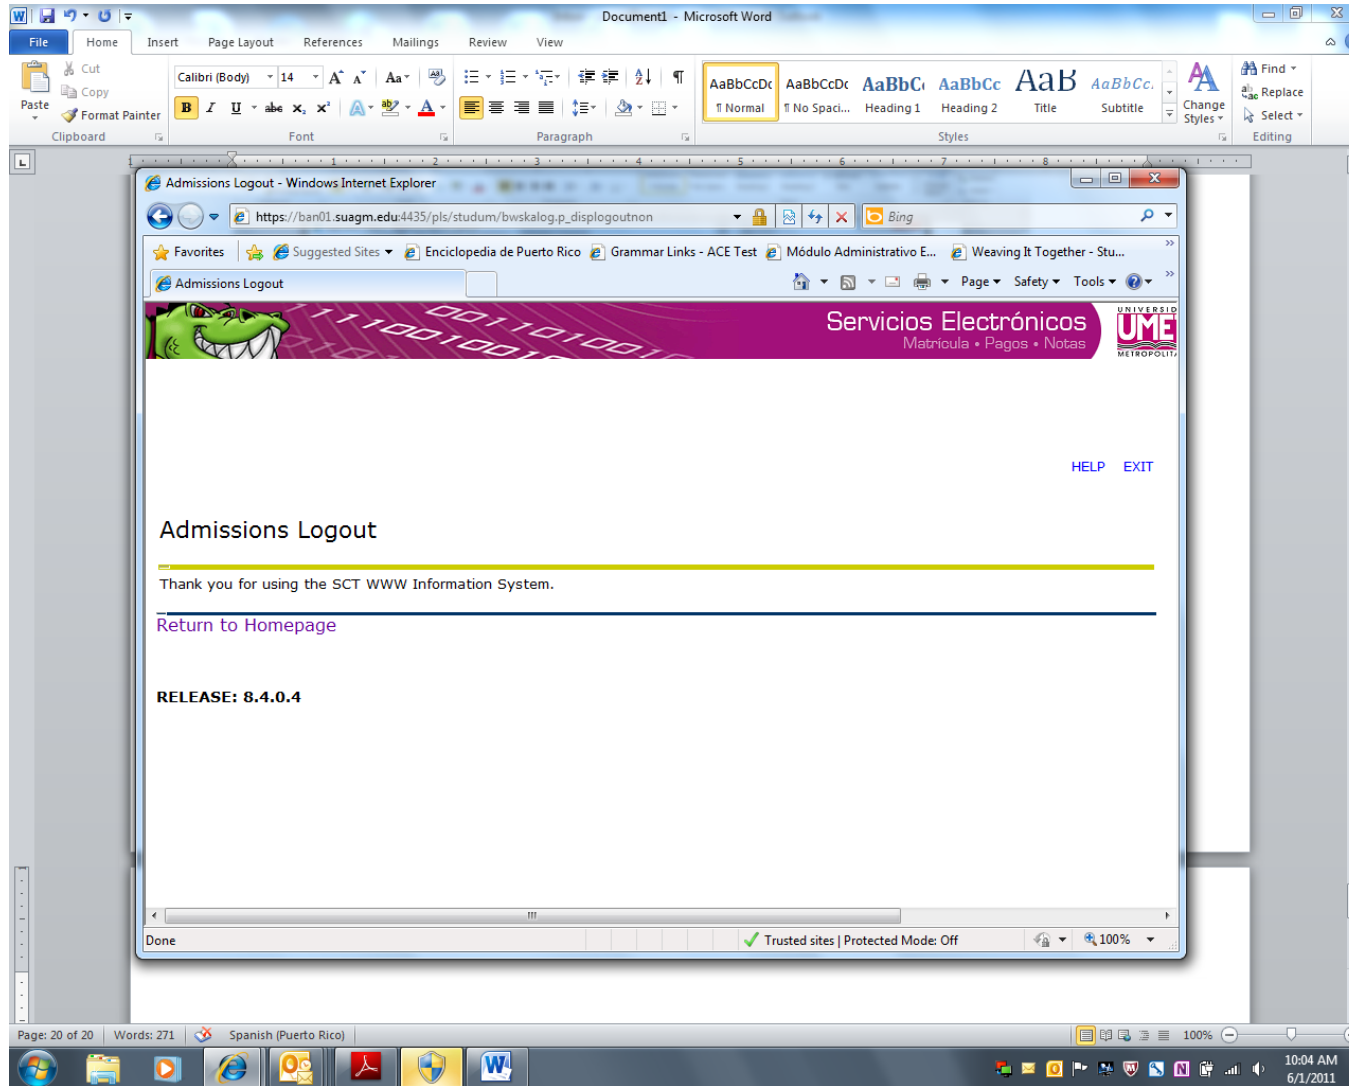 Document1 - Microsoft Word
File Home Insert Page Layout References Mailings Review View
Paste
Cut
Copy
Format Painter
Clipboard
Calibri (Body) 14
Font
Paragraph
AaBbCcDc AaBbCcDc AaBbC AaBbCc AaB AaBbCc.
¶ Normal ¶ No Spaci... Heading 1 Heading 2 Title Subtitle
Change Styles
Styles
Find
Replace
Select
Editing
Admissions Logout - Windows Internet Explorer
https://ban01.suagm.edu:4435/pls/studum/bwskalog.p_displogoutnon
Bing
Favorites Suggested Sites Enciclopedia de Puerto Rico Grammar Links - ACE Test Módulo Administrativo E... Weaving It Together - Stu...
Admissions Logout
Page Safety Tools
Servicios Electrónicos
Matrícula • Pagos • Notas
UNIVERSID
UME
METROPOLIT
HELP EXIT
Admissions Logout
Thank you for using the SCT WWW Information System.
Return to Homepage
RELEASE: 8.4.0.4
Done
Trusted sites | Protected Mode: Off
100%
Page: 20 of 20 Words: 271 Spanish (Puerto Rico)
100%
10:04 AM
6/1/2011